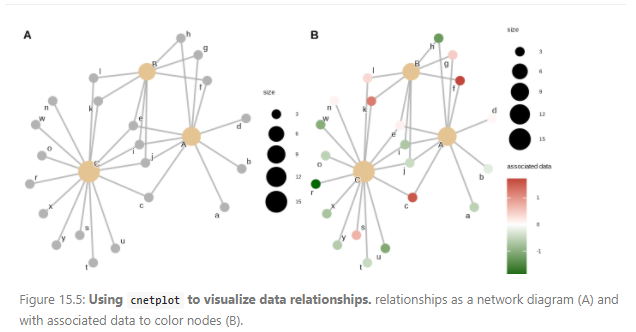 A
B
h
g
B
l
f
k
n
w
e
d
A
o
i
j
b
C
r
x
c
a
s
y
u
t
size
3
6
9
12
15
h
g
B
l
f
k
n
w
e
d
A
o
i
j
b
C
r
x
c
a
s
y
u
t
size
3
6
9
12
15
associated data
1
0
-1
Figure 15.5: Using cnetplot to visualize data relationships. relationships as a network diagram (A) and
with associated data to color nodes (B).